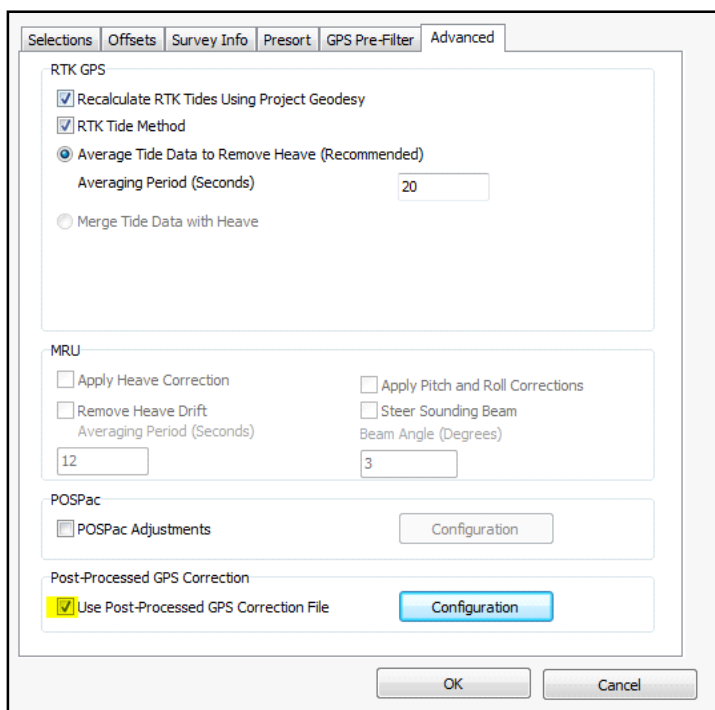 Selections Offsets Survey Info Presort GPS Pre-Filter Advanced
RTK GPS
Recalculate RTK Tides Using Project Geodesy
RTK Tide Method
Average Tide Data to Remove Heave (Recommended)
Averaging Period (Seconds) 20
Merge Tide Data with Heave
MRU
Apply Heave Correction Apply Pitch and Roll Corrections
Remove Heave Drift Steer Sounding Beam
Averaging Period (Seconds) Beam Angle (Degrees)
12 3
POSPac
POSPac Adjustments Configuration
Post-Processed GPS Correction
Use Post-Processed GPS Correction File Configuration
OK Cancel